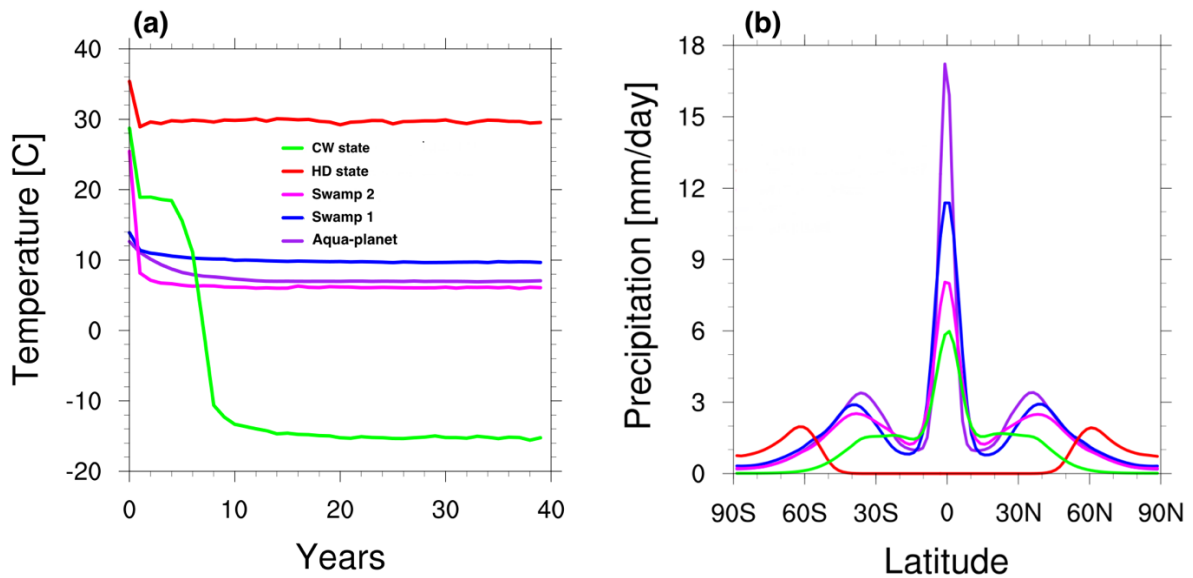 (a)
Temperature [C]
40
30
20
10
0
-10
-20
CW state
HD state
Swamp 2
Swamp 1
Aqua-planet
0
10
20
30
40
Years
(b)
Precipitation [mm/day]
18
15
12
9
6
3
0
90S
60S
30S
0
30N
60N
90N
Latitude